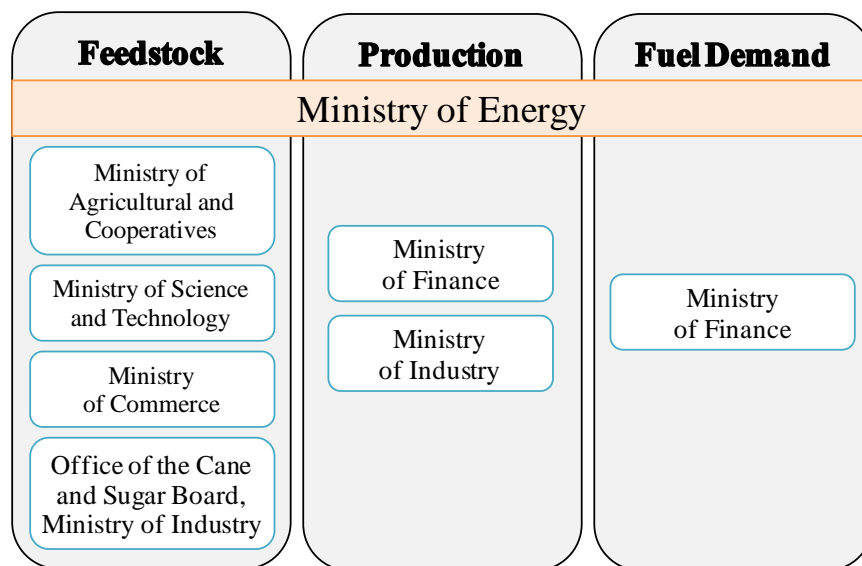 Feedstock
Production
Fuel Demand
Ministry of Energy
Ministry of
Agricultural and
Cooperatives
Ministry of Science
and Technology
Ministry
of Commerce
Office of the Cane
and Sugar Board,
Ministry of Industry
Ministry
of Finance
Ministry
of Industry
Ministry
of Finance